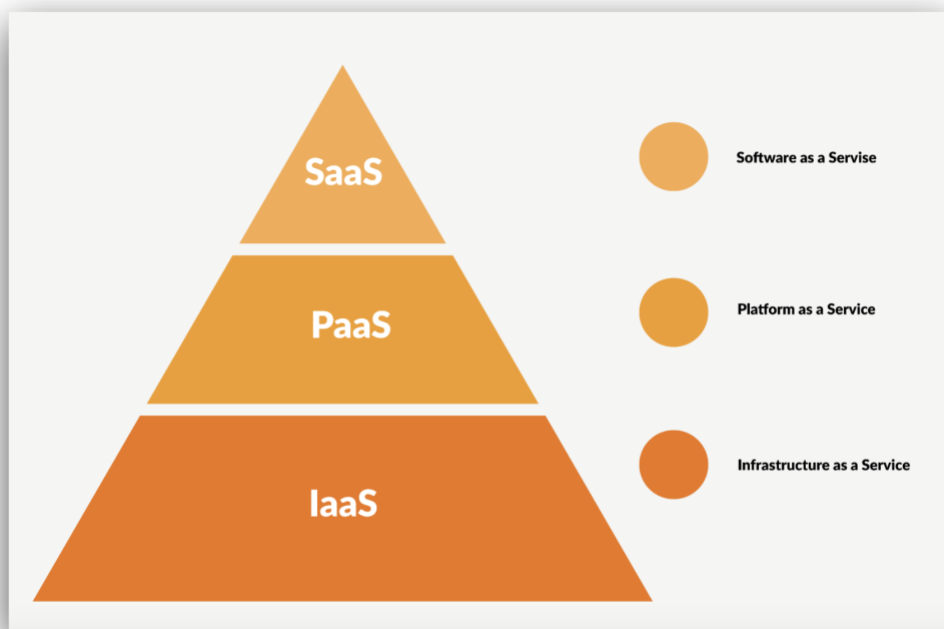 SaaS
Software as a Servise
PaaS
Platform as a Service
IaaS
Infrastructure as a Service